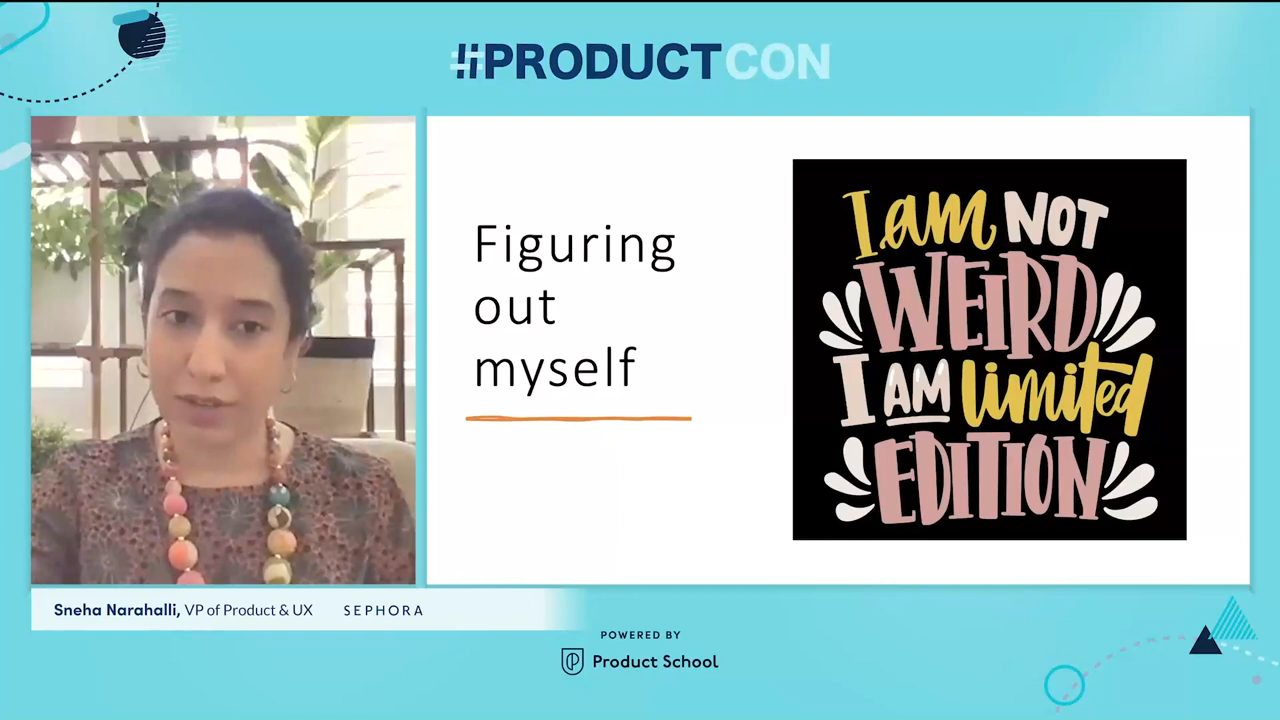 #PRODUCTCON
Figuring
out
myself
I am NOT
WEIRD
I AM limited
EDITION
Sneha Narahalli, VP of Product & UX SEPHORA
POWERED BY
Product School